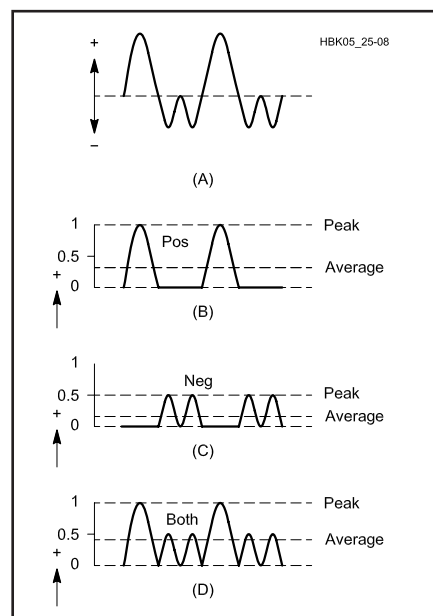 +
HBK05_25-08
−
(A)
1
Peak
Pos
0.5
+
Average
0
(B)
1
Neg
0.5
Peak
+
Average
0
(C)
1
Peak
Both
0.5
Average
+
0
(D)